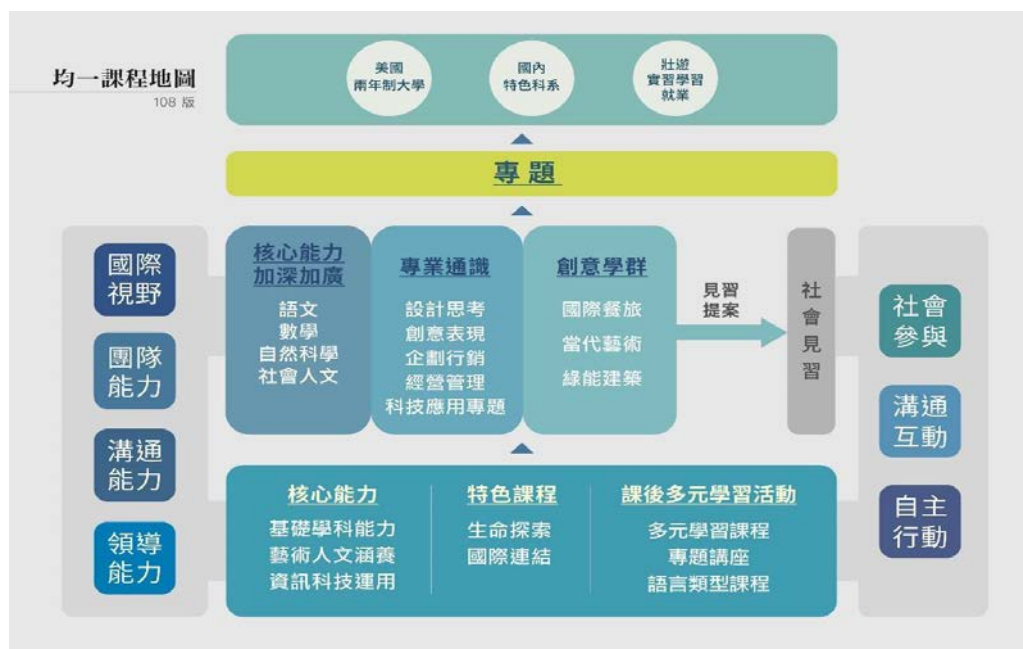 均一課程地圖
108 版
美國
兩年制大學
國內
特色科系
壯遊
實習學習
就業
專題
國際
視野
團隊
能力
溝通
能力
領導
能力
核心能力
加深加廣
語文
數學
自然科學
社會人文
專業通識
設計思考
創意表現
企劃行銷
經營管理
科技應用專題
創意學群
國際餐旅
當代藝術
綠能建築
見習
提案
社會見習
社會
參與
溝通
互動
自主
行動
核心能力
基礎學科能力
藝術人文涵養
資訊科技運用
特色課程
生命探索
國際連結
課後多元學習活動
多元學習課程
專題講座
語言類型課程